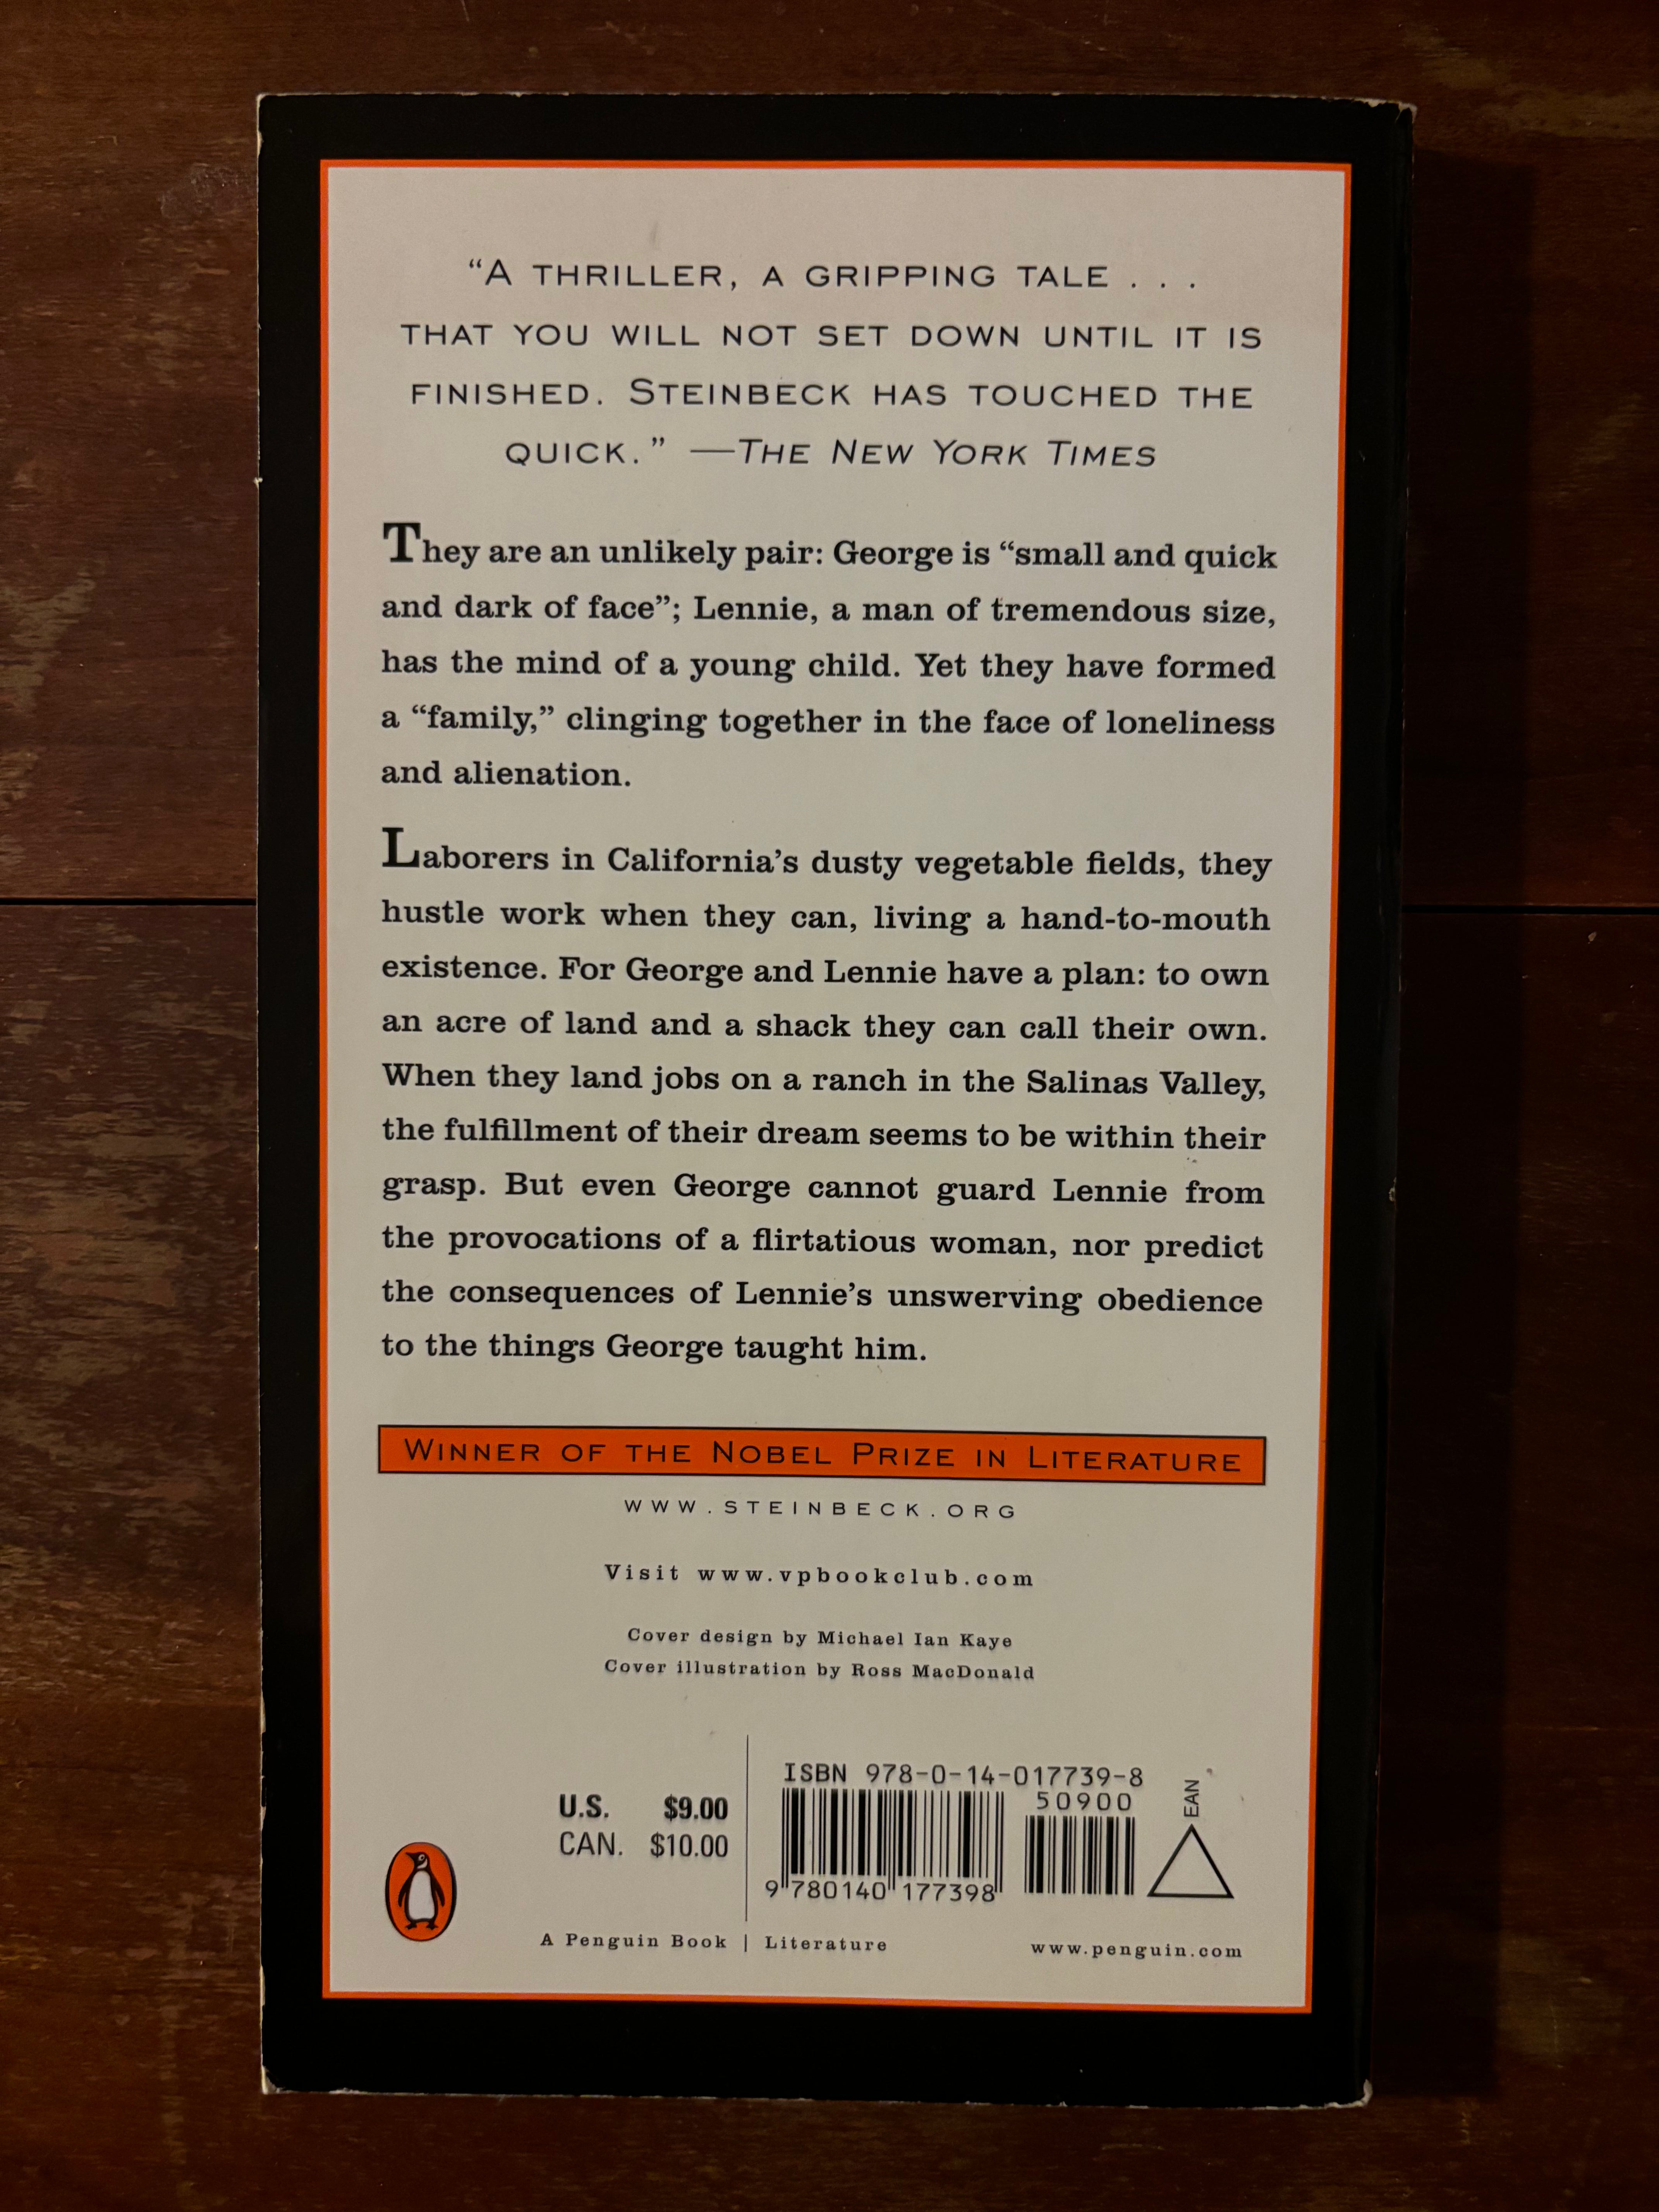 “A THRILLER, A GRIPPING TALE . . .
THAT YOU WILL NOT SET DOWN UNTIL IT IS
FINISHED. STEINBECK HAS TOUCHED THE
QUICK.” —THE NEW YORK TIMES
They are an unlikely pair: George is “small and quick
and dark of face”; Lennie, a man of tremendous size,
has the mind of a young child. Yet they have formed
a “family,” clinging together in the face of loneliness
and alienation.
Laborers in California’s dusty vegetable fields, they
hustle work when they can, living a hand-to-mouth
existence. For George and Lennie have a plan: to own
an acre of land and a shack they can call their own.
When they land jobs on a ranch in the Salinas Valley,
the fulfillment of their dream seems to be within their
grasp. But even George cannot guard Lennie from
the provocations of a flirtatious woman, nor predict
the consequences of Lennie’s unswerving obedience
to the things George taught him.
WINNER OF THE NOBEL PRIZE IN LITERATURE
WWW.STEINBECK.ORG
Visit www.vpbookclub.com
Cover design by Michael Ian Kaye
Cover illustration by Ross MacDonald
U.S. $9.00
CAN. $10.00
ISBN 978-0-14-017739-8
50900
EAN
9 780140 177398
A Penguin Book | Literature
www.penguin.com